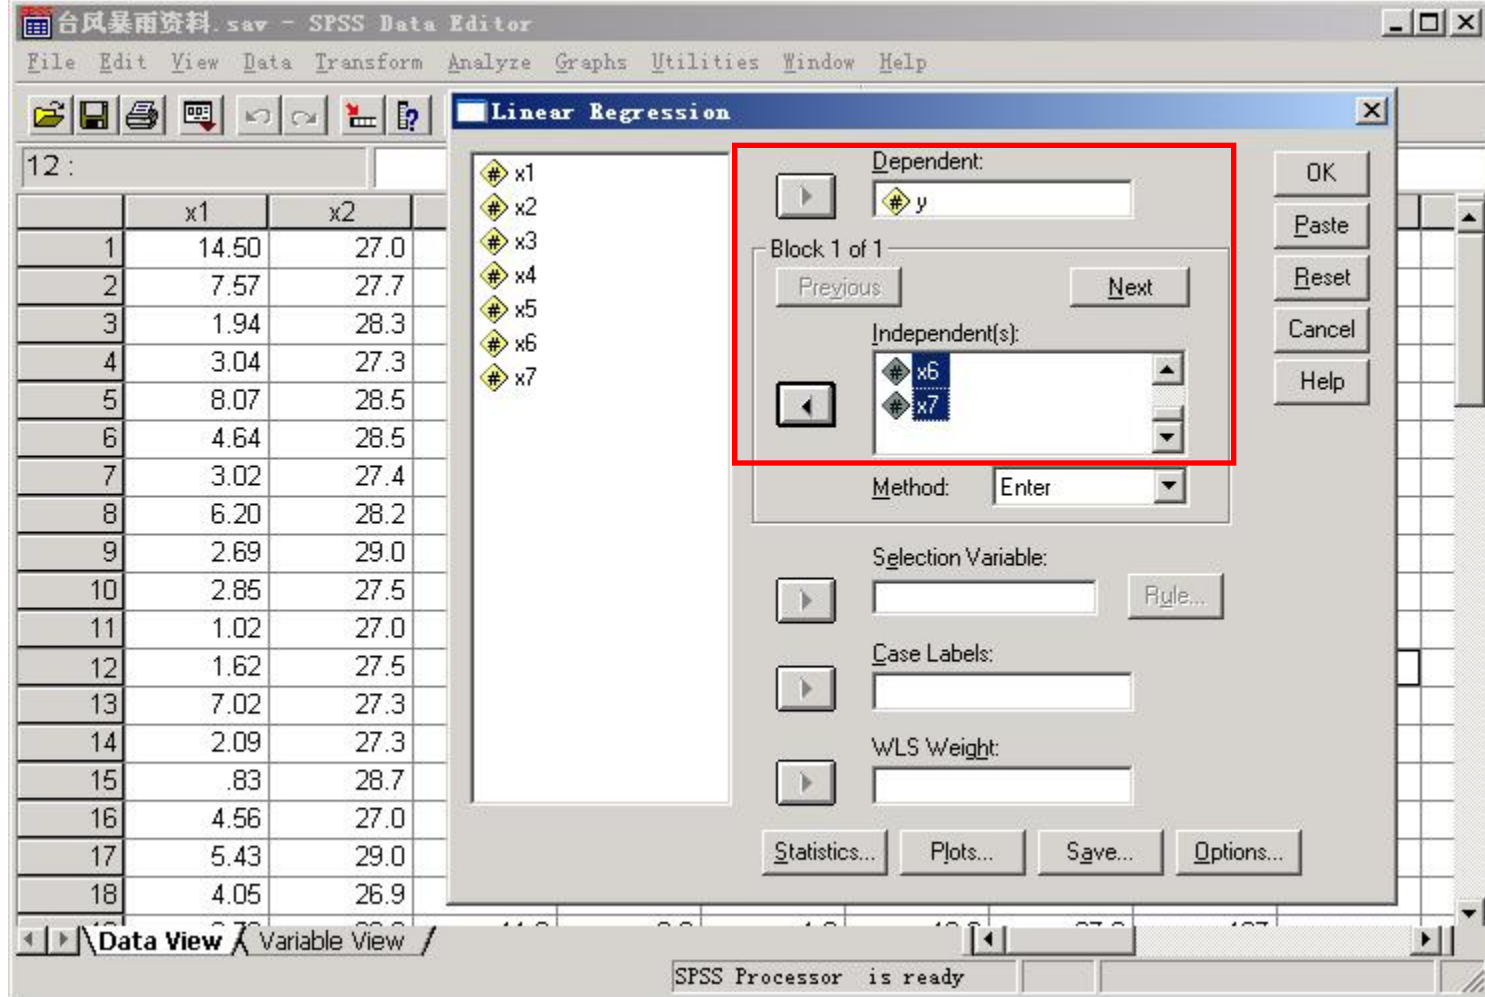 台风暴雨资料.sav - SPSS Data Editor
File Edit View Data Transform Analyze Graphs Utilities Window Help
12 :
x1 x2
1 14.50 27.0
2 7.57 27.7
3 1.94 28.3
4 3.04 27.3
5 8.07 28.5
6 4.64 28.5
7 3.02 27.4
8 6.20 28.2
9 2.69 29.0
10 2.85 27.5
11 1.02 27.0
12 1.62 27.5
13 7.02 27.3
14 2.09 27.3
15 .83 28.7
16 4.56 27.0
17 5.43 29.0
18 4.05 26.9
Data View Variable View
SPSS Processor is ready
Linear Regression
x1
x2
x3
x4
x5
x6
x7
Dependent:
y
Block 1 of 1
Previous Next
Independent(s):
x6
x7
Method: Enter
Selection Variable:
Rule...
Case Labels:
WLS Weight:
Statistics... Plots... Save... Options...
OK
Paste
Reset
Cancel
Help